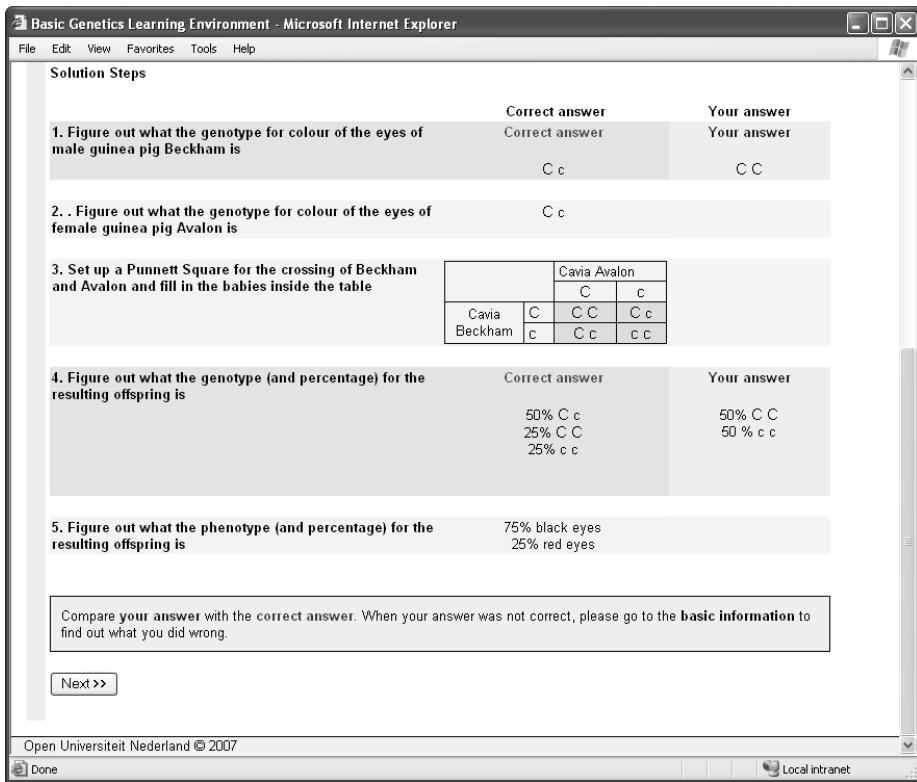 Basic Genetics Learning Environment - Microsoft Internet Explorer
File Edit View Favorites Tools Help
Solution Steps
Correct answer Your answer
1. Figure out what the genotype for colour of the eyes of
male guinea pig Beckham is
Correct answer Your answer
C c C C
2. . Figure out what the genotype for colour of the eyes of
female guinea pig Avalon is
C c
3. Set up a Punnett Square for the crossing of Beckham
and Avalon and fill in the babies inside the table
Cavia Avalon
C c
Cavia
Beckham
C C C C c
c C c c c
4. Figure out what the genotype (and percentage) for the
resulting offspring is
Correct answer Your answer
50% C c 50% C C
25% C C 50 % c c
25% c c
5. Figure out what the phenotype (and percentage) for the
resulting offspring is
75% black eyes
25% red eyes
Compare your answer with the correct answer. When your answer was not correct, please go to the basic information to
find out what you did wrong.
Next >>
Open Universiteit Nederland © 2007
Done Local intranet